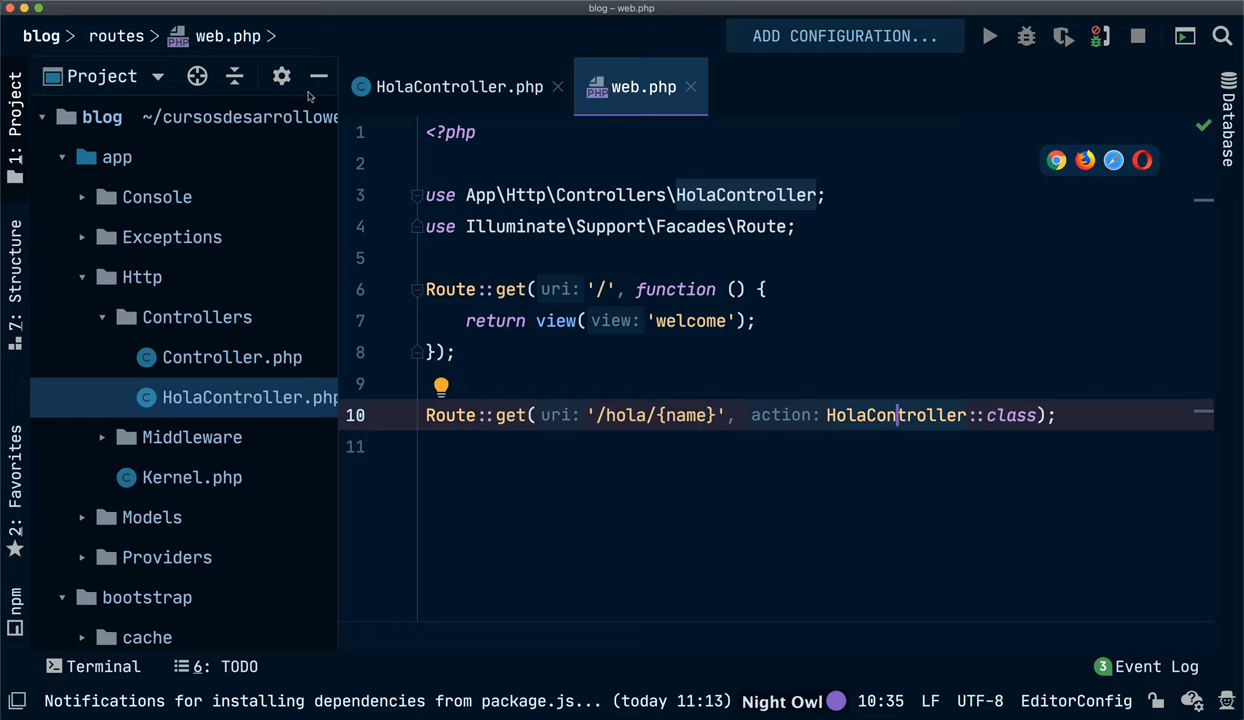 blog – web.php
blog > routes > web.php >
ADD CONFIGURATION...
1: Project
7: Structure
2: Favorites
npm
Project
blog ~/cursosdesarrollowe
app
Console
Exceptions
Http
Controllers
Controller.php
HolaController.php
Middleware
Kernel.php
Models
Providers
bootstrap
cache
HolaController.php
PHP web.php
1 <?php
2
3 use App\Http\Controllers\HolaController;
4 use Illuminate\Support\Facades\Route;
5
6 Route::get( uri: '/', function () {
7 return view( view: 'welcome');
8 });
9
10 Route::get( uri: '/hola/{name}', action: HolaController::class);
11
Database
Terminal
6: TODO
3 Event Log
Notifications for installing dependencies from package.js... (today 11:13) Night Owl 10:35 LF UTF-8 EditorConfig